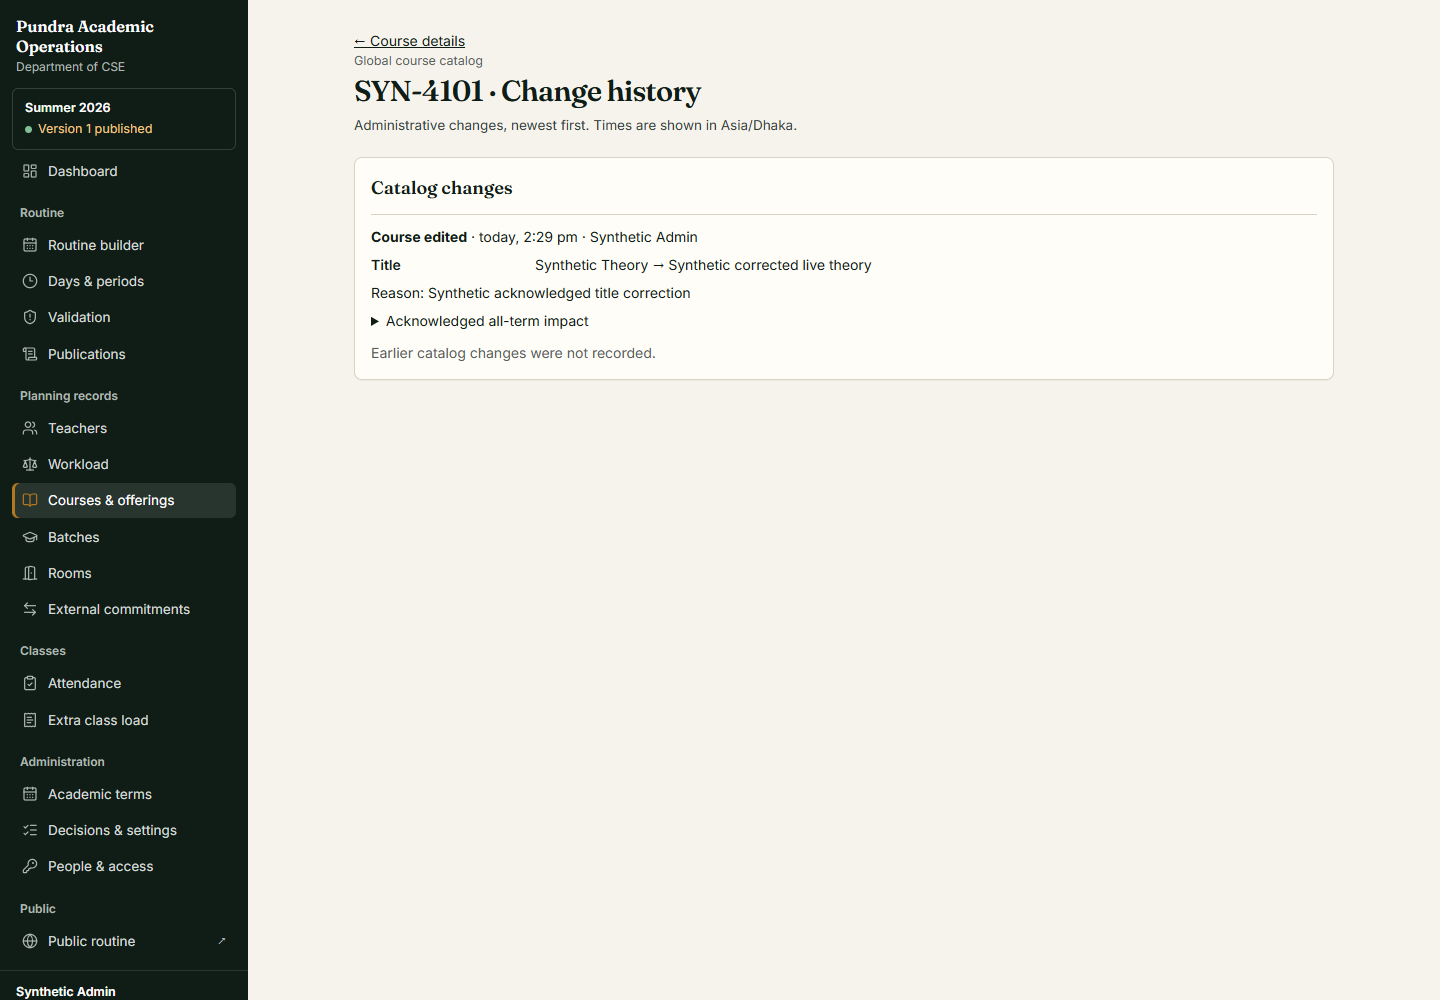 Pundra Academic
Operations
Department of CSE
Summer 2026
Version 1 published
Dashboard
Routine
Routine builder
Days & periods
Validation
Publications
Planning records
Teachers
Workload
Courses & offerings
Batches
Rooms
External commitments
Classes
Attendance
Extra class load
Administration
Academic terms
Decisions & settings
People & access
Public
Public routine ↗
Synthetic Admin
← Course details
Global course catalog
SYN-4101 · Change history
Administrative changes, newest first. Times are shown in Asia/Dhaka.
Catalog changes
Course edited · today, 2:29 pm · Synthetic Admin
Title Synthetic Theory → Synthetic corrected live theory
Reason: Synthetic acknowledged title correction
▶ Acknowledged all-term impact
Earlier catalog changes were not recorded.